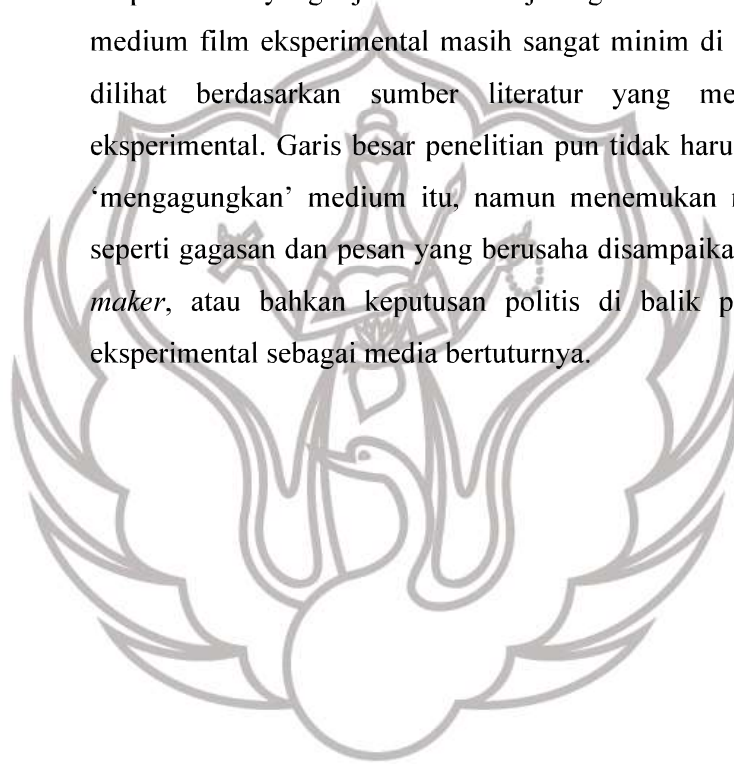 medium film eksperimental masih sangat minim di
dilihat berdasarkan sumber literatur yang me
eksperimental. Garis besar penelitian pun tidak haru
‘mengagungkan’ medium itu, namun menemukan
seperti gagasan dan pesan yang berusaha disampaika
maker, atau bahkan keputusan politis di balik p
eksperimental sebagai media bertuturnya.